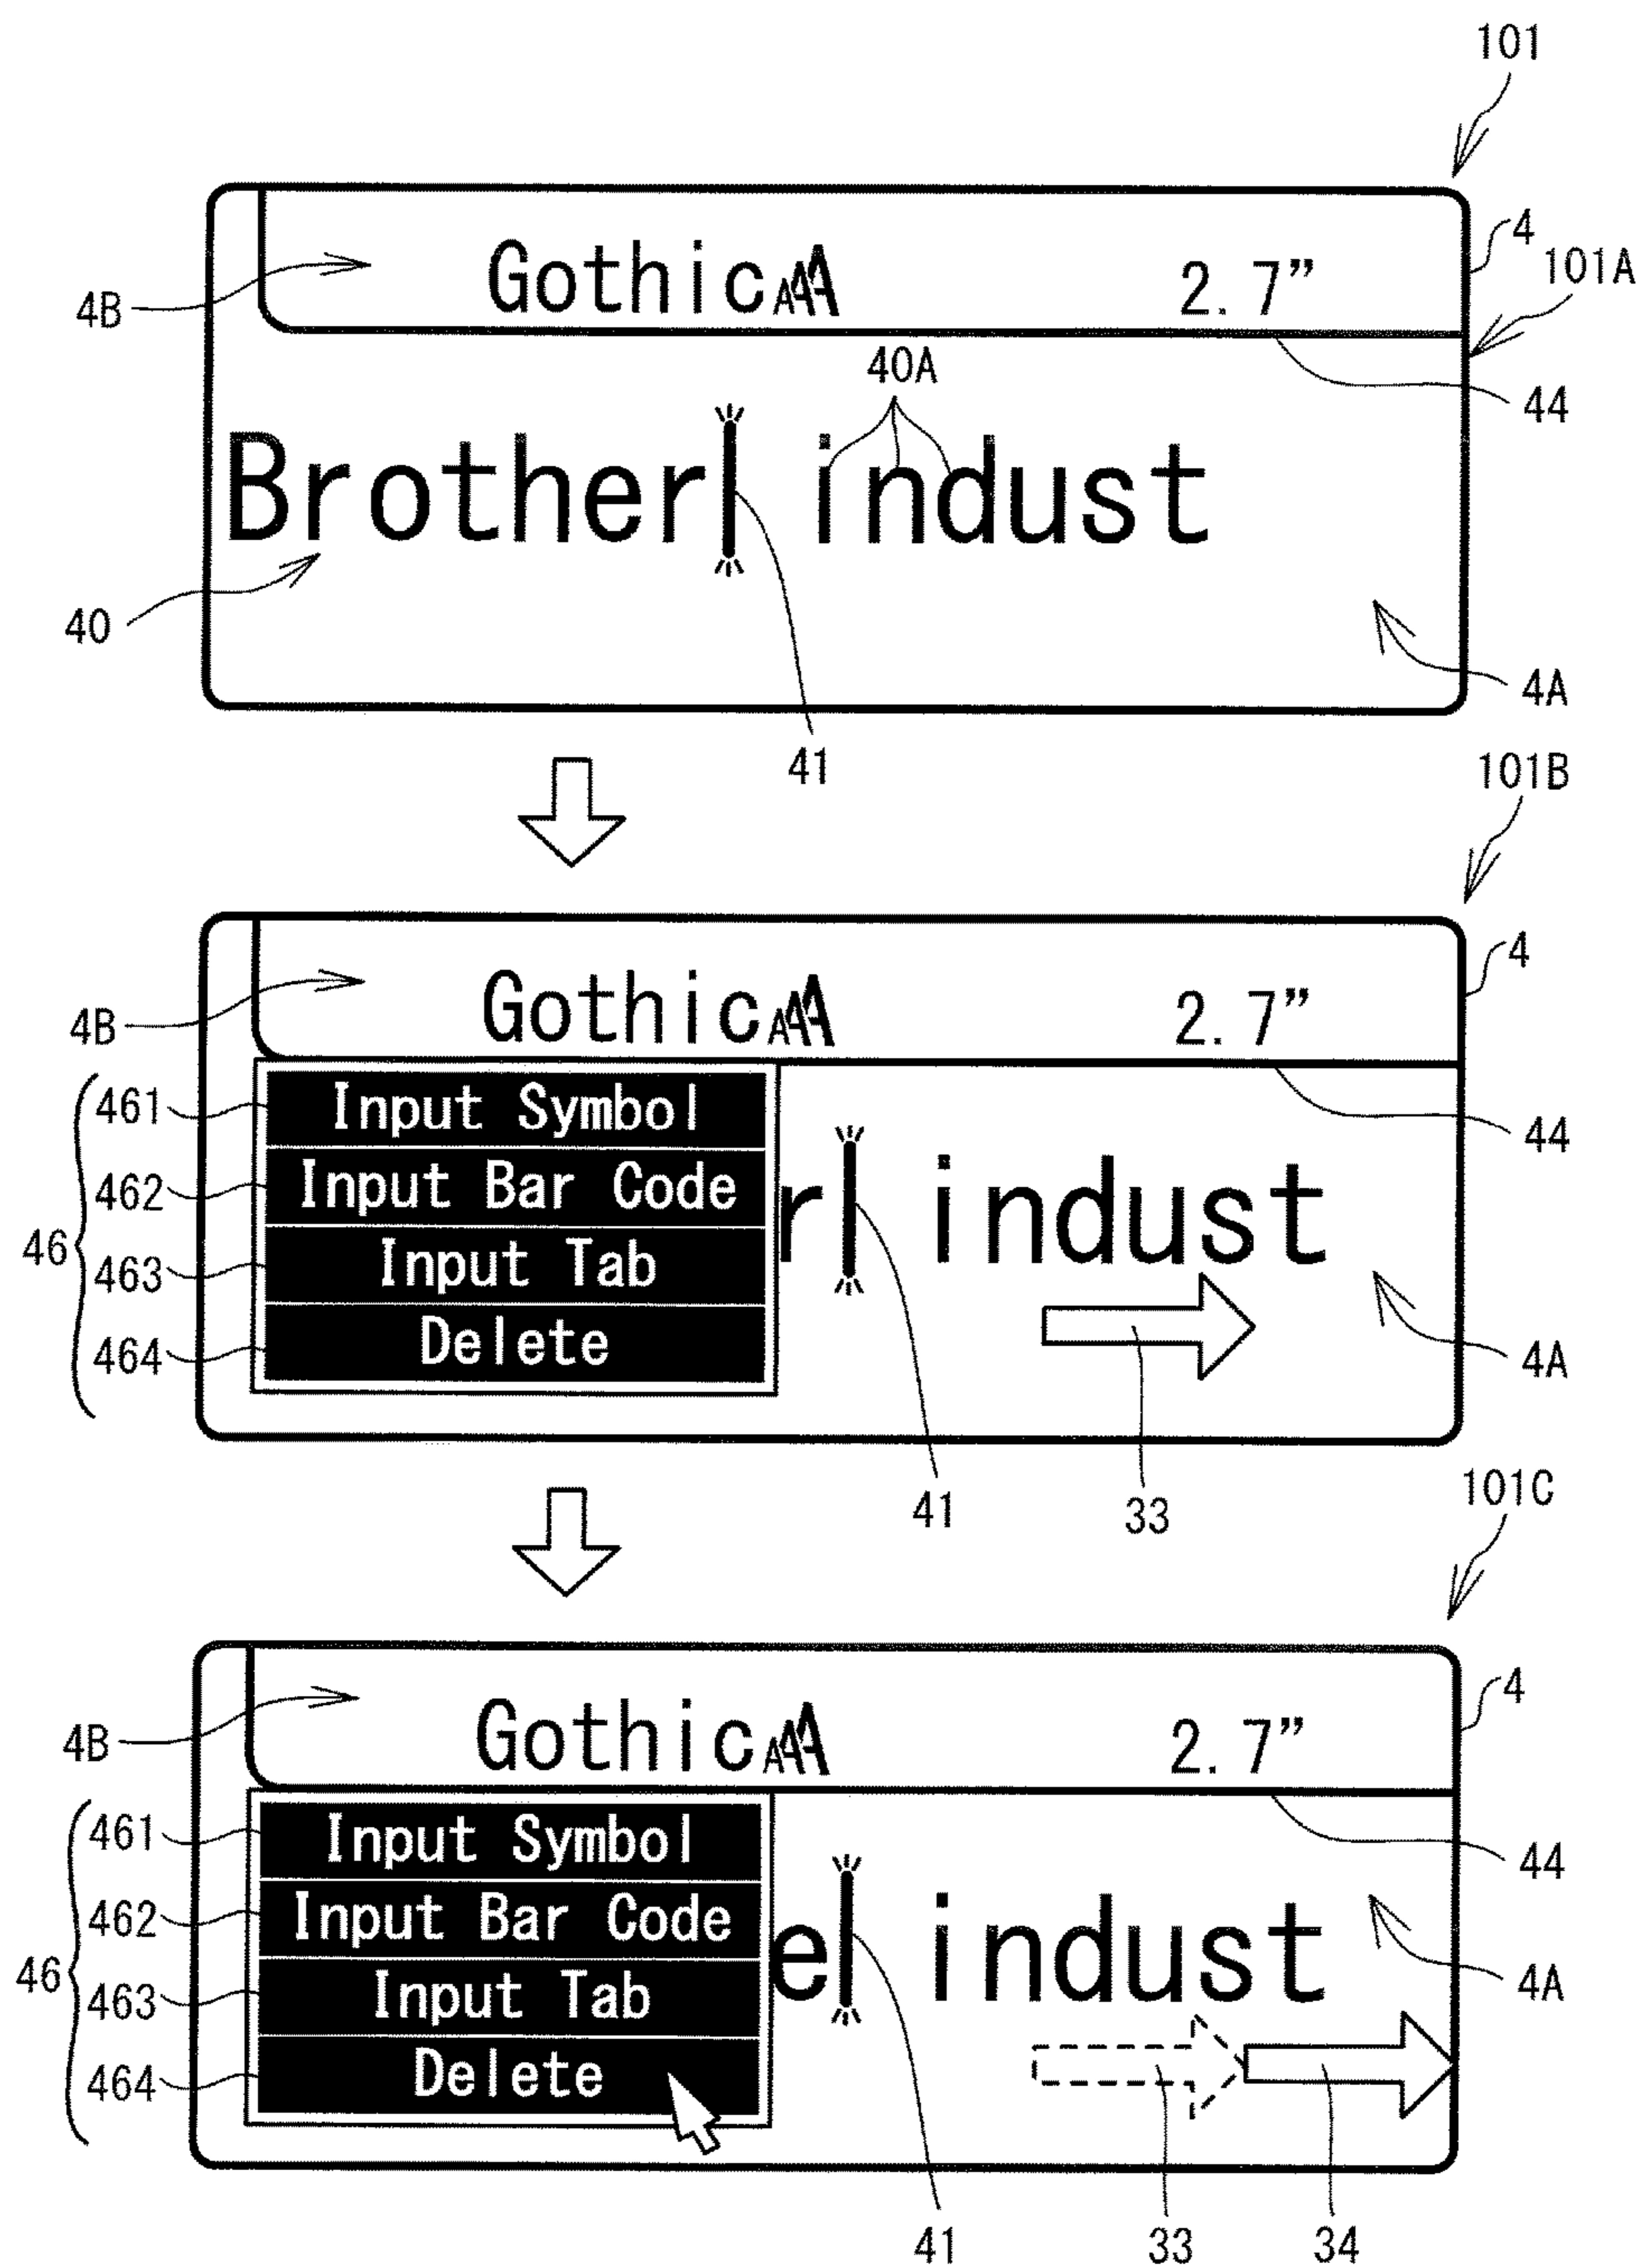 101
4
Gothic AAA 2.7”
101A
4B
40A
44
Brother indust
40
4A
41
101B
4
Gothic AAA 2.7”
4B
461 Input Symbol
44
462 Input Bar Code r indust
46
463 Input Tab
464 Delete
4A
41 33
101C
4
Gothic AAA 2.7”
4B
461 Input Symbol
44
462 Input Bar Code e indust
46
463 Input Tab
4A
464 Delete
41 33 34